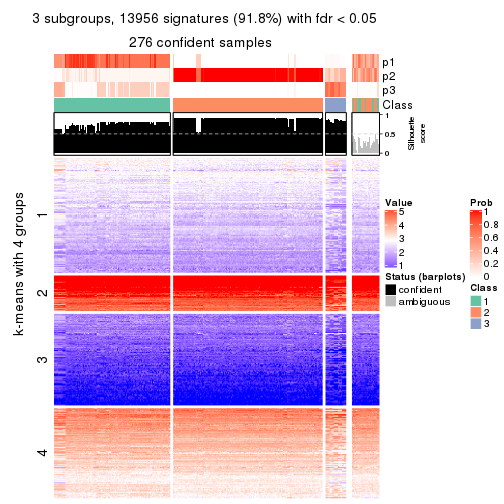 3 subgroups, 13956 signatures (91.8%) with fdr < 0.05
276 confident samples
p1
p2
p3
Class
1
0.5
0
Silhouette
score
k-means with 4 groups
1
2
3
4
Value
5
4
3
2
1
Status (barplots)
confident
ambiguous
Prob
1
0.8
0.6
0.4
0.2
0
Class
1
2
3